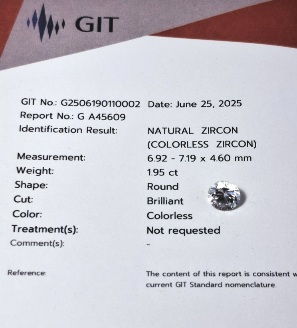 GIT
GIT No.: G2506190110002 Date: June 25, 2025
Report No.: G A45609
Identification Result: NATURAL ZIRCON
(COLORLESS ZIRCON)
Measurement: 6.92 - 7.19 x 4.60 mm
Weight: 1.95 ct
Shape: Round
Cut: Brilliant
Color: Colorless
Treatment(s): Not requested
Comment(s): -
Reference: The content of this report is consistent w
current GIT Standard nomenclature.